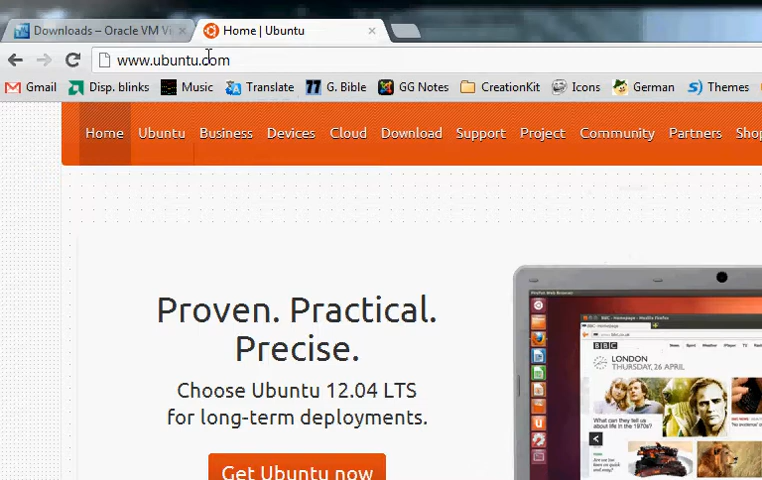 Downloads – Oracle VM Vi
Home | Ubuntu
www.ubuntu.com
Gmail Disp. blinks Music Translate G. Bible GG Notes CreationKit Icons German Themes
Home Ubuntu Business Devices Cloud Download Support Project Community Partners Shop
Proven. Practical.
Precise.
Choose Ubuntu 12.04 LTS
for long-term deployments.
Get Ubuntu now
BBC
LONDON
THURSDAY, 26 APRIL